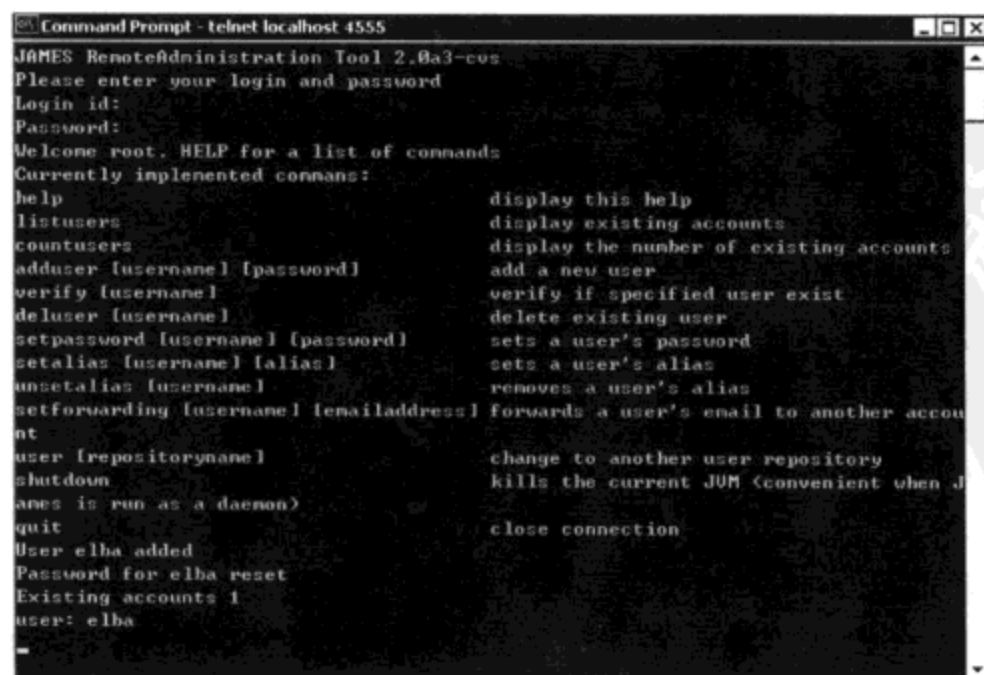 Command Prompt - telnet localhost 4555
JAMES RemoteAdministration Tool 2.0a3-cvs
Please enter your login and password
Login id:
Password:
Welcome root. HELP for a list of commands
Currently implemented commans:
help display this help
listusers display existing accounts
countusers display the number of existing accounts
adduser [username] [password] add a new user
verify [username] verify if specified user exist
deluser [username] delete existing user
setpassword [username] [password] sets a user's password
setalias [username] [alias] sets a user's alias
unsetalias [username] removes a user's alias
setforwarding [username] [emailaddress] forwards a user's email to another accou
nt
user [repositoryname] change to another user repository
shutdown kills the current JVM (convenient when J
ames is run as a daemon)
quit close connection
User elba added
Password for elba reset
Existing accounts 1
user: elba